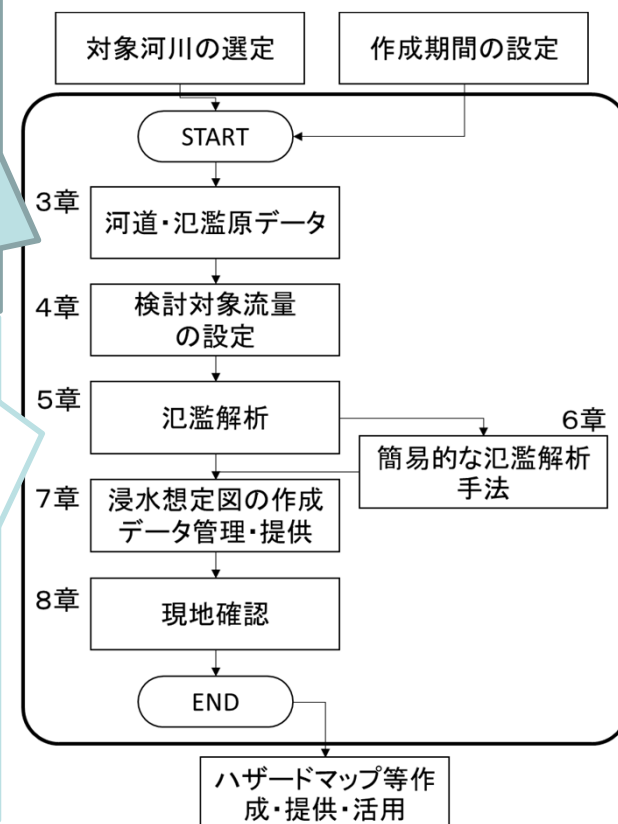 対象河川の選定
作成期間の設定
START
3章
河道・氾濫原データ
4章
検討対象流量
の設定
5章
氾濫解析
6章
簡易的な氾濫解析
手法
7章
浸水想定図の作成
データ管理・提供
8章
現地確認
END
ハザードマップ等作
成・提供・活用